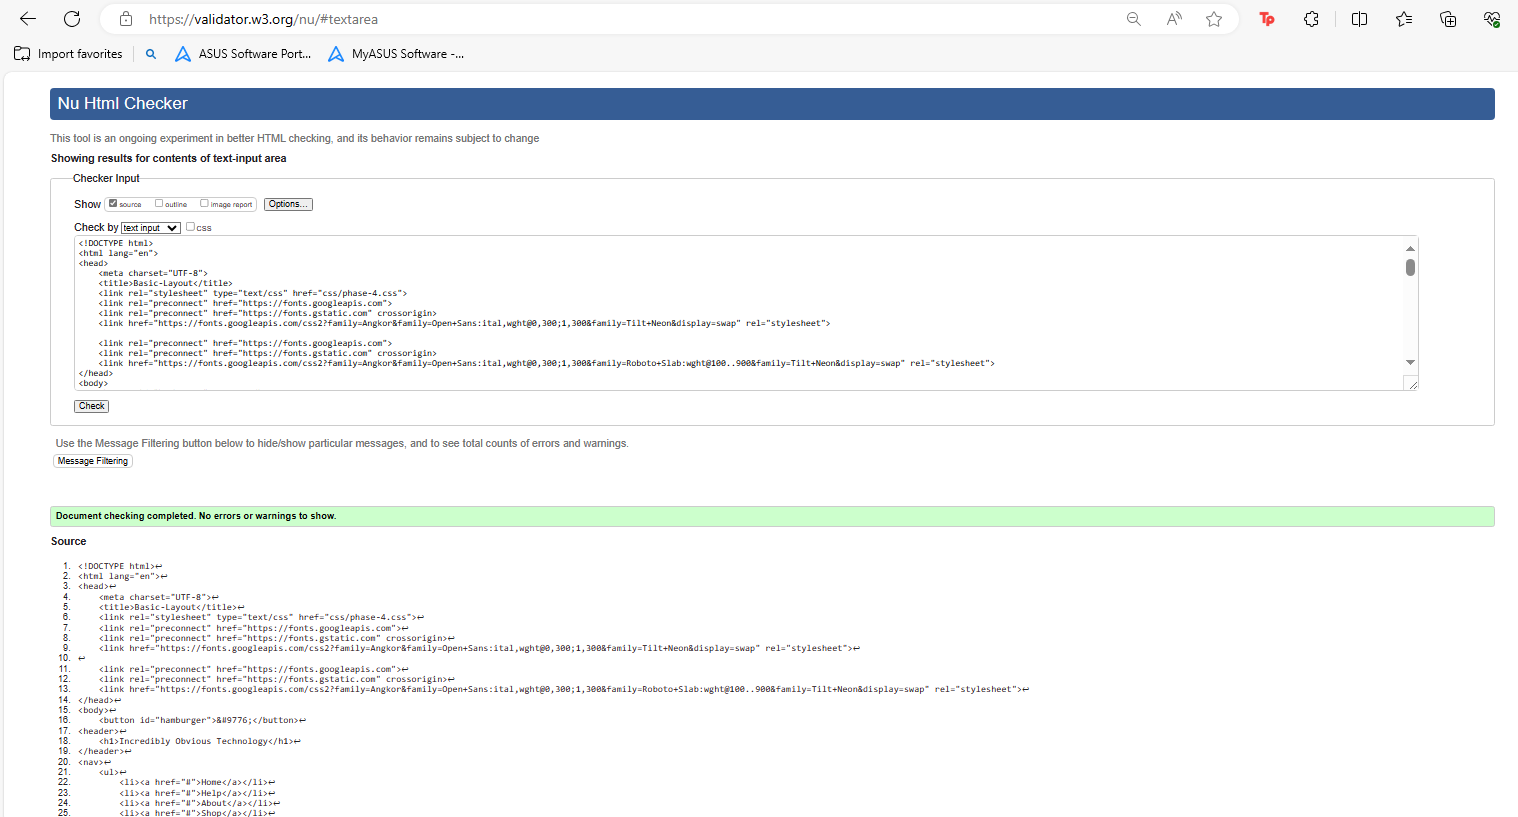 https://validator.w3.org/nu/#textarea
Import favorites
ASUS Software Port...
MyASUS Software -...
Nu Html Checker
This tool is an ongoing experiment in better HTML checking, and its behavior remains subject to change
Showing results for contents of text-input area
Checker Input
Show source outline image report Options...
Check by text input css
<!DOCTYPE html>
<html lang="en">
<head>
    <meta charset="UTF-8">
    <title>Basic-Layout</title>
    <link rel="stylesheet" type="text/css" href="css/phase-4.css">
    <link rel="preconnect" href="https://fonts.googleapis.com">
    <link rel="preconnect" href="https://fonts.gstatic.com" crossorigin>
    <link href="https://fonts.googleapis.com/css2?family=Angkor&family=Open+Sans:ital,wght@0,300;1,300&family=Tilt+Neon&display=swap" rel="stylesheet">
    <link rel="preconnect" href="https://fonts.googleapis.com">
    <link rel="preconnect" href="https://fonts.gstatic.com" crossorigin>
    <link href="https://fonts.googleapis.com/css2?family=Angkor&family=Open+Sans:ital,wght@0,300;1,300&family=Roboto+Slab:wght@100..900&family=Tilt+Neon&display=swap" rel="stylesheet">
</head>
<body>
Check
Use the Message Filtering button below to hide/show particular messages, and to see total counts of errors and warnings.
Message Filtering
Document checking completed. No errors or warnings to show.
Source
1. <!DOCTYPE html>↩
2. <html lang="en">↩
3. <head>↩
4.     <meta charset="UTF-8">↩
5.     <title>Basic-Layout</title>↩
6.     <link rel="stylesheet" type="text/css" href="css/phase-4.css">↩
7.     <link rel="preconnect" href="https://fonts.googleapis.com">↩
8.     <link rel="preconnect" href="https://fonts.gstatic.com" crossorigin>↩
9.     <link href="https://fonts.googleapis.com/css2?family=Angkor&family=Open+Sans:ital,wght@0,300;1,300&family=Tilt+Neon&display=swap" rel="stylesheet">↩
10. ↩
11.     <link rel="preconnect" href="https://fonts.googleapis.com">↩
12.     <link rel="preconnect" href="https://fonts.gstatic.com" crossorigin>↩
13.     <link href="https://fonts.googleapis.com/css2?family=Angkor&family=Open+Sans:ital,wght@0,300;1,300&family=Roboto+Slab:wght@100..900&family=Tilt+Neon&display=swap" rel="stylesheet">↩
14. </head>↩
15. <body>↩
16.     <button id="hamburger">&#9776;</button>↩
17. <header>↩
18.     <h1>Incredibly Obvious Technology</h1>↩
19. </header>↩
20. <nav>↩
21.     <ul>↩
22.         <li><a href="#">Home</a></li>↩
23.         <li><a href="#">Help</a></li>↩
24.         <li><a href="#">About</a></li>↩
25.         <li><a href="#">Shop</a></li>↩